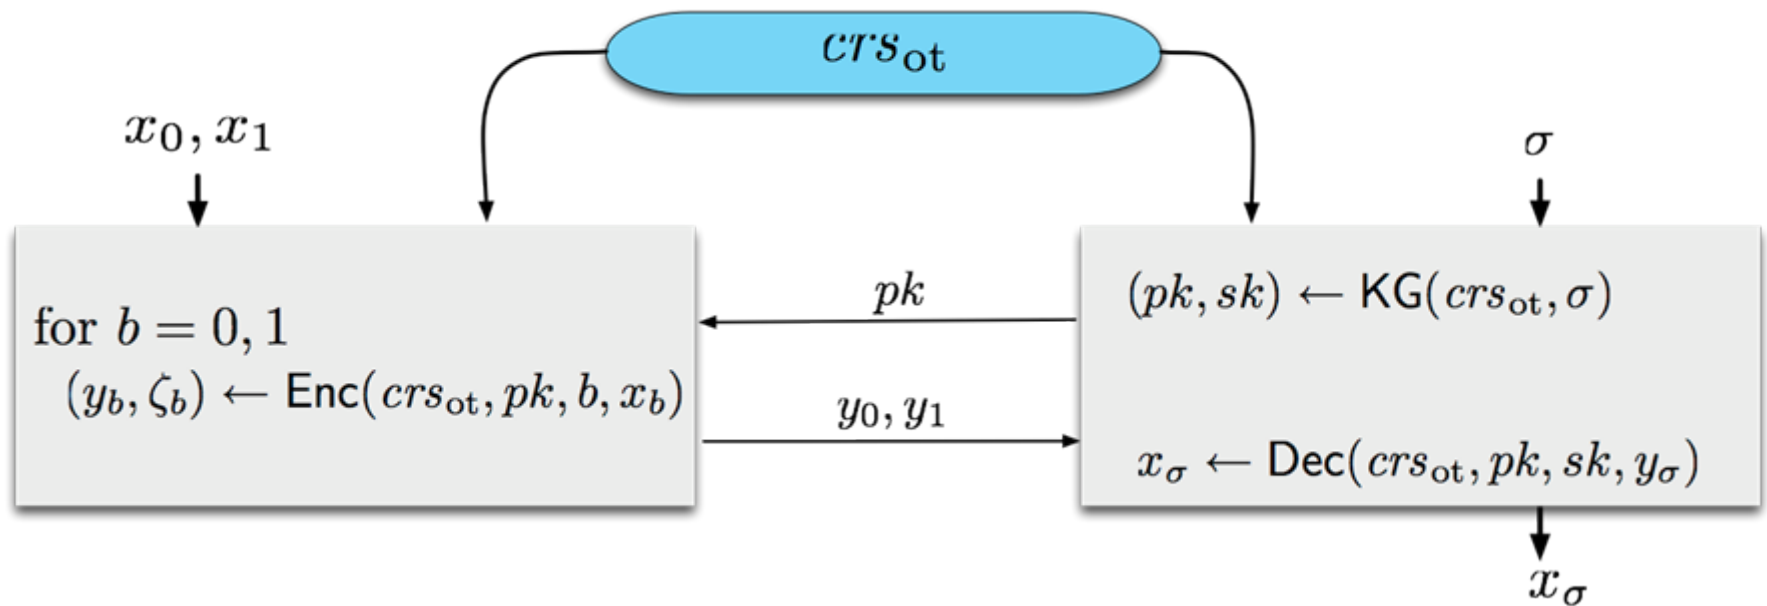 crs_ot
x_0, x_1
σ
(pk, sk) ← KG(crs_ot, σ)
pk
for b = 0, 1
(y_b, ζ_b) ← Enc(crs_ot, pk, b, x_b)
y_0, y_1
x_σ ← Dec(crs_ot, pk, sk, y_σ)
x_σ